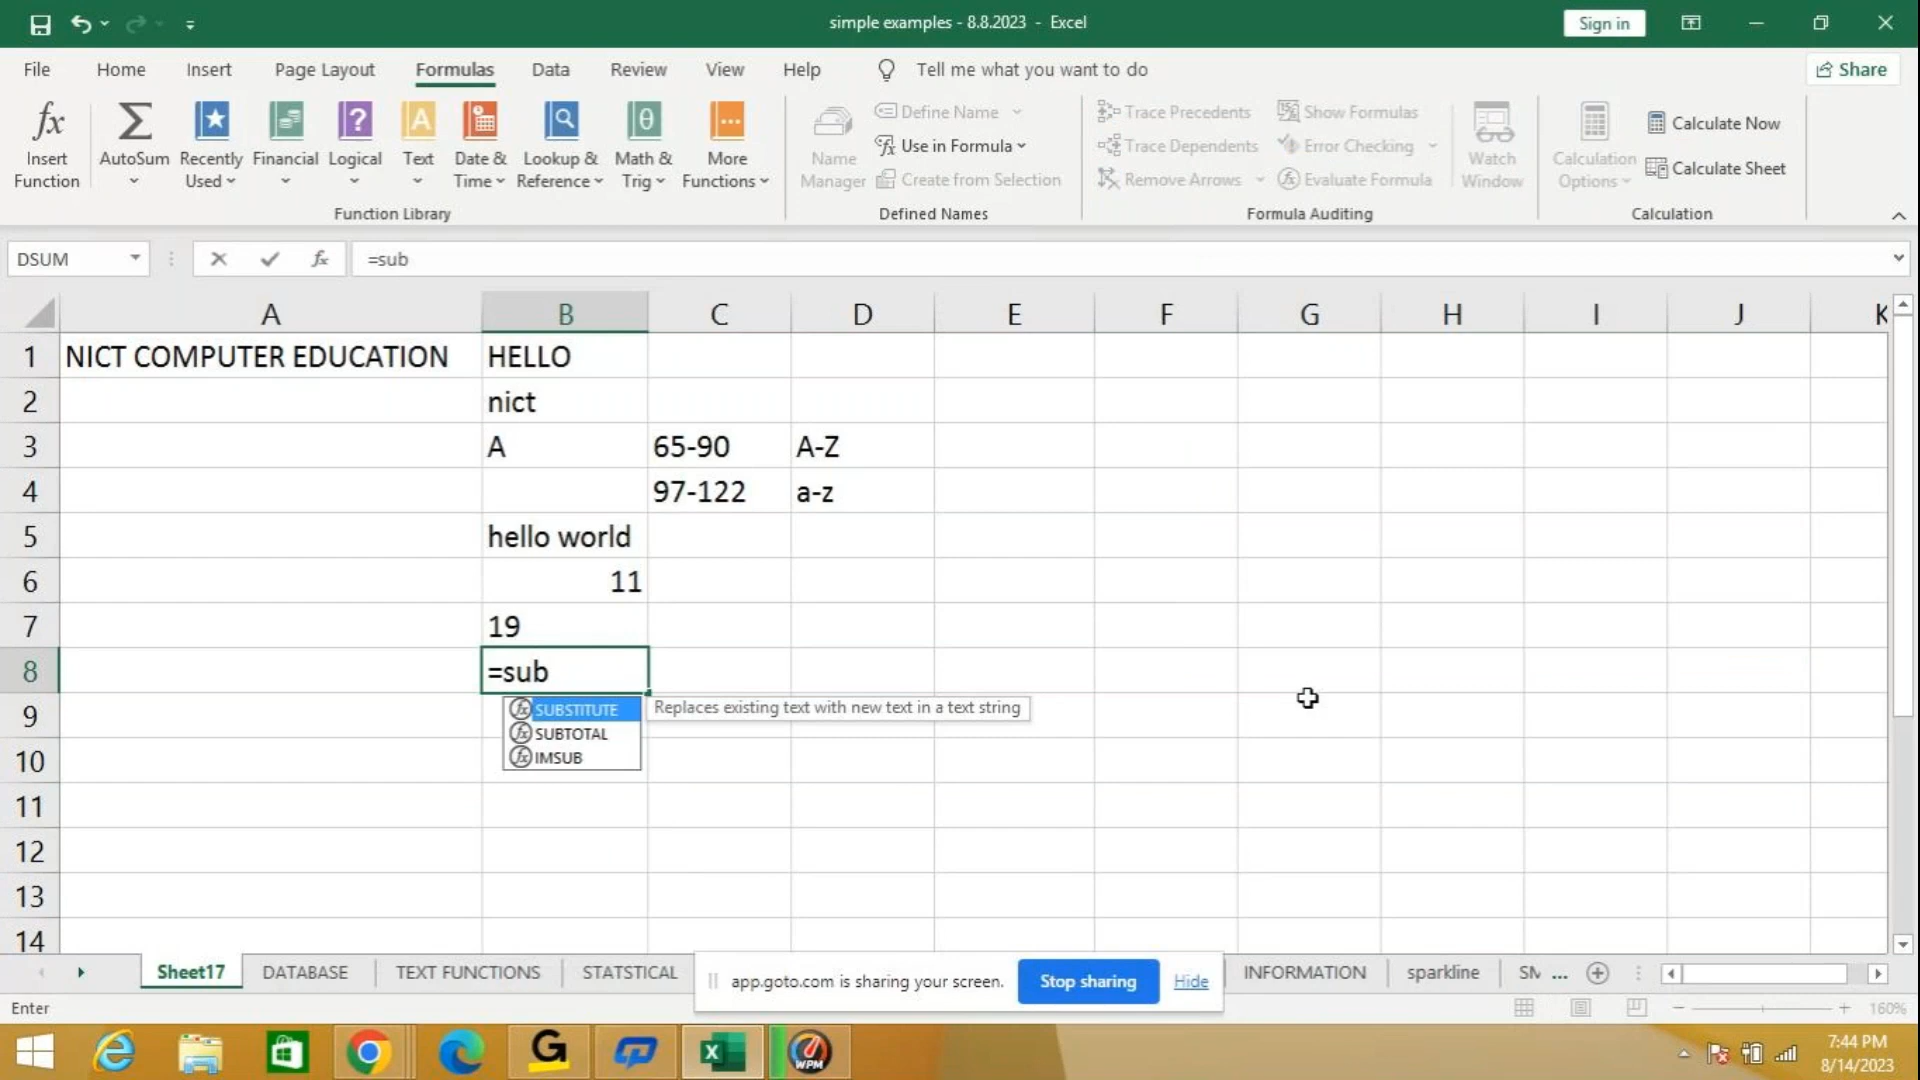 simple examples - 8.8.2023 - Excel
Sign in
File Home Insert Page Layout Formulas Data Review View Help Tell me what you want to do Share
Insert Function
AutoSum
Recently Used
Financial
Logical
Text
Date & Time
Lookup & Reference
Math & Trig
More Functions
Function Library
Name Manager
Define Name
Use in Formula
Create from Selection
Defined Names
Trace Precedents
Trace Dependents
Remove Arrows
Show Formulas
Error Checking
Evaluate Formula
Watch Window
Formula Auditing
Calculation Options
Calculate Now
Calculate Sheet
Calculation
DSUM fx =sub
A B C D E F G H I J K
1 NICT COMPUTER EDUCATION HELLO
2 nict
3 A 65-90 A-Z
4 97-122 a-z
5 hello world
6 11
7 19
8 =sub
SUBSTITUTE Replaces existing text with new text in a text string
SUBTOTAL
IMSUB
9
10
11
12
13
14
Sheet17 DATABASE TEXT FUNCTIONS STATSTICAL INFORMATION sparkline SM ...
app.goto.com is sharing your screen. Stop sharing Hide
Enter 160%
WPM
7:44 PM
8/14/2023